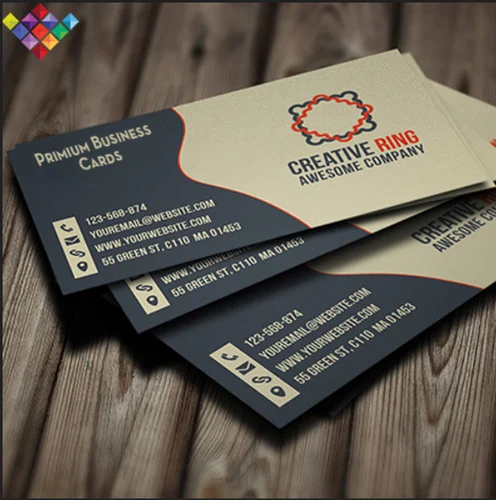 PRIMIUM BUSINESS
CARDS
CREATIVE RING
AWESOME COMPANY
123-568-874
YOUREMAIL@WEBSITE.COM
WWW.YOURWEBSITE.COM
55 GREEN ST, C110 MA 01453
CREATIVE RING
AWESOME COMPANY
WWW.YOURWEBSITE.COM
55 GREEN ST, C110 MA 01453
123-568-874
YOUREMAIL@WEBSITE.COM
WWW.YOURWEBSITE.COM
55 GREEN ST, C110 MA 01453